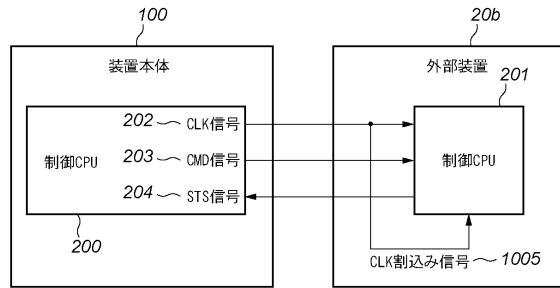 100
20b
装置本体
外部装置
201
202 CLK信号
制御CPU
203 CMD信号
制御CPU
204 STS信号
200
CLK割込み信号 1005